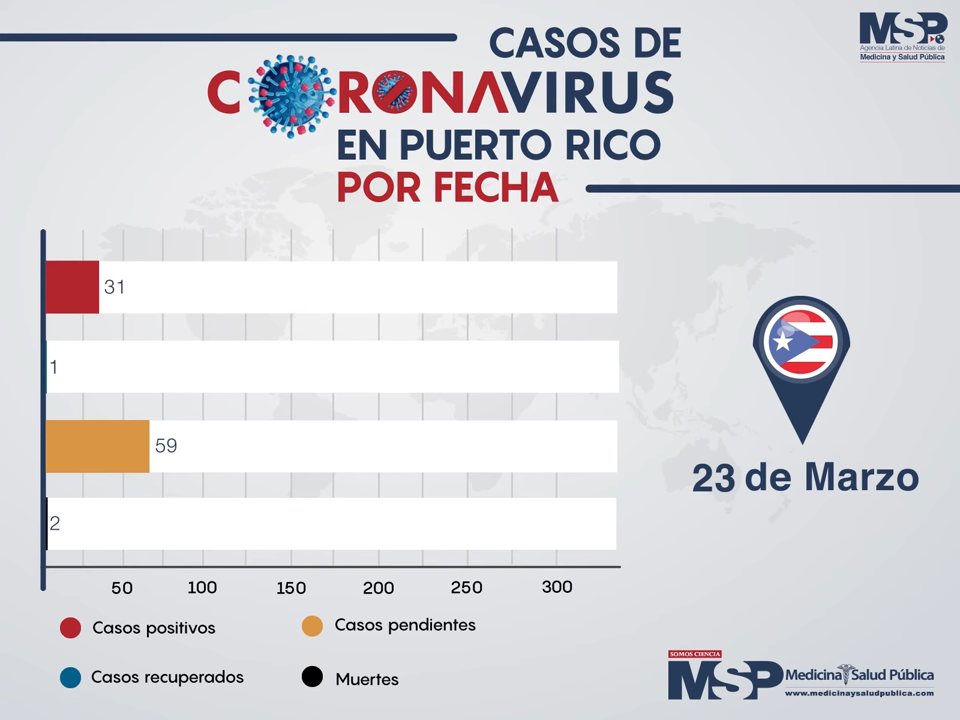 CASOS DE
CORONAVIRUS
EN PUERTO RICO
POR FECHA
MSP
Agencia Latina de Noticias de
Medicina y Salud Pública
31
1
59
2
50 100 150 200 250 300
23 de Marzo
Casos positivos
Casos pendientes
Casos recuperados
Muertes
SOMOS CIENCIA
MSP Medicina Salud Pública
www.medicinaysaludpublica.com